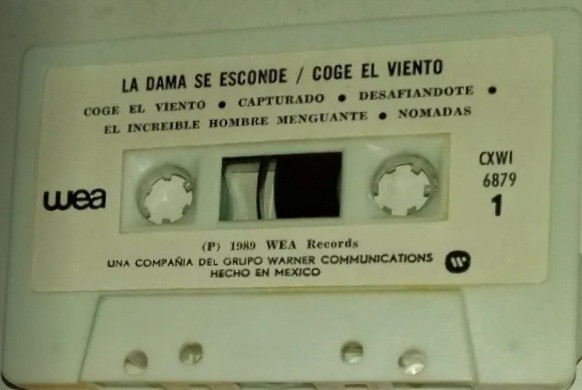 LA DAMA SE ESCONDE / COGE EL VIENTO
COGE EL VIENTO ● CAPTURADO ● DESAFIANDOTE ●
EL INCREIBLE HOMBRE MENGUANTE ● NOMADAS
wea
CXWI
6879
1
(P) 1989 WEA Records
UNA COMPAÑIA DEL GRUPO WARNER COMMUNICATIONS
HECHO EN MEXICO